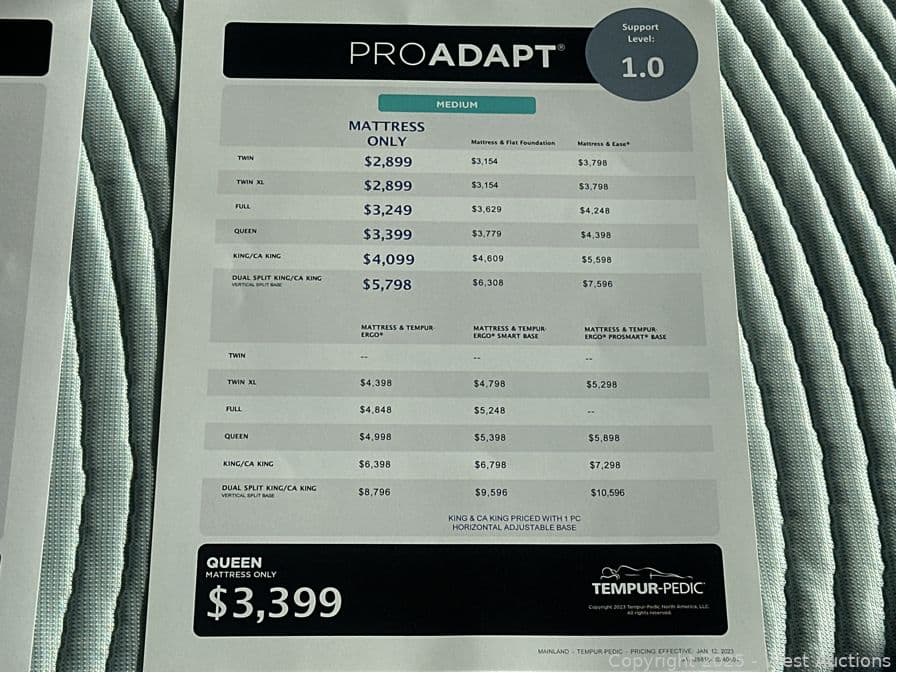 PROADAPT®
Support
Level:
1.0
MEDIUM
MATTRESS
ONLY
Mattress & Flat Foundation
Mattress & Ease®
TWIN $2,899 $3,154 $3,798
TWIN XL $2,899 $3,154 $3,798
FULL $3,249 $3,629 $4,248
QUEEN $3,399 $3,779 $4,398
KING/CA KING $4,099 $4,609 $5,598
DUAL SPLIT KING/CA KING $5,798 $6,308 $7,596
VERTICAL SPLIT BASE
MATTRESS & TEMPUR-
ERGO®
MATTRESS & TEMPUR-
ERGO® SMART BASE
MATTRESS & TEMPUR-
ERGO® PROSMART® BASE
TWIN -- -- --
TWIN XL $4,398 $4,798 $5,298
FULL $4,848 $5,248 --
QUEEN $4,998 $5,398 $5,898
KING/CA KING $6,398 $6,798 $7,298
DUAL SPLIT KING/CA KING $8,796 $9,596 $10,596
VERTICAL SPLIT BASE
KING & CA KING PRICED WITH 1 PC
HORIZONTAL ADJUSTABLE BASE
QUEEN
MATTRESS ONLY
$3,399
TEMPUR-PEDIC®
Copyright 2023 Tempur-Pedic North America, LLC.
All rights reserved.
MAINLAND - TEMPUR-PEDIC - PRICING EFFECTIVE: JAN. 12, 2023
Copyright 2025 - West Auctions